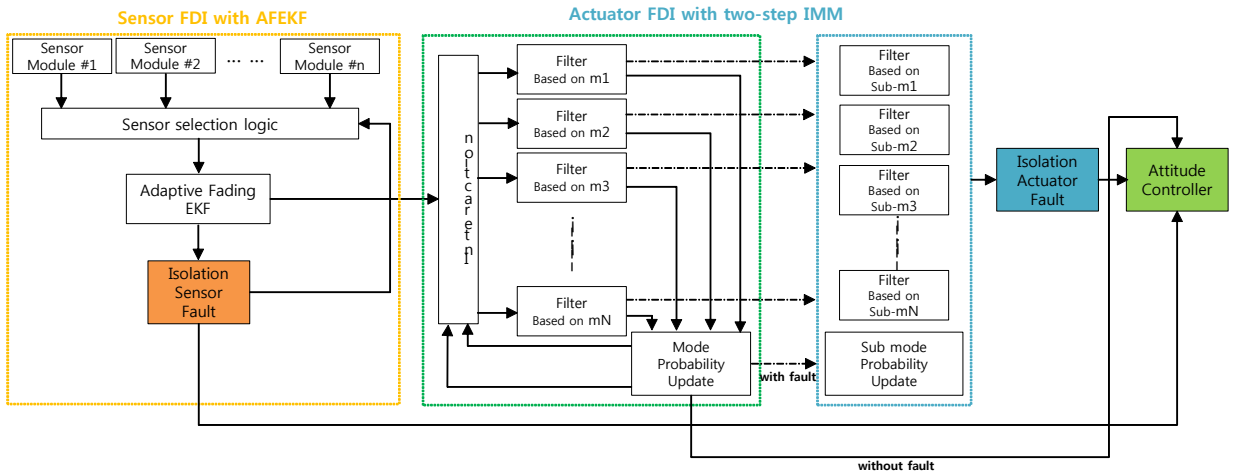 Sensor FDI with AFEKF
Actuator FDI with two-step IMM
Sensor
Module #1
Sensor
Module #2
... ...
Sensor
Module #n
Sensor selection logic
Adaptive Fading
EKF
Isolation
Sensor
Fault
Interaction
Filter
Based on m1
Filter
Based on m2
Filter
Based on m3
Filter
Based on mN
Mode
Probability
Update
with fault
without fault
Filter
Based on
Sub-m1
Filter
Based on
Sub-m2
Filter
Based on
Sub-m3
Filter
Based on
Sub-mN
Sub mode
Probability
Update
Isolation
Actuator
Fault
Attitude
Controller